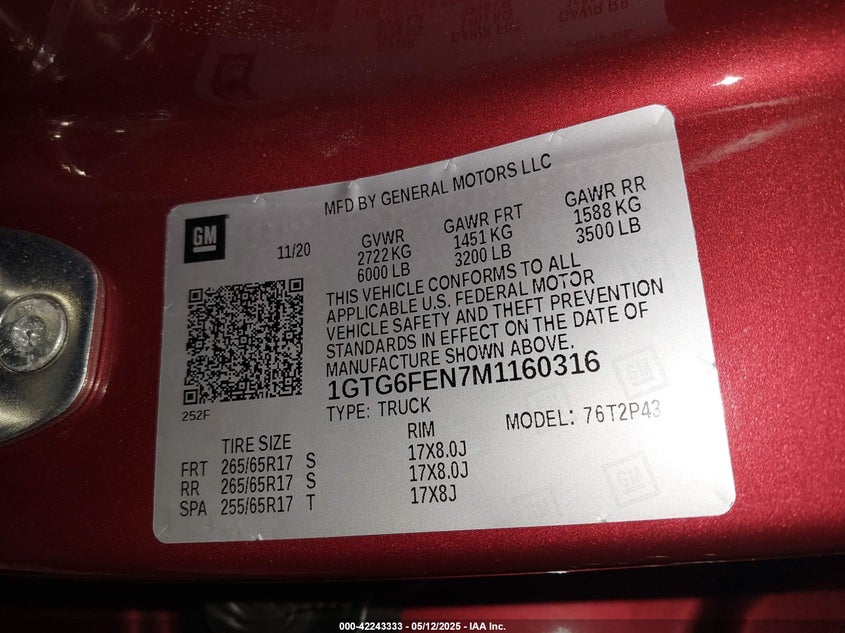 MFD BY GENERAL MOTORS LLC
GM
11/20
GVWR GAWR FRT GAWR RR
2722 KG 1451 KG 1588 KG
6000 LB 3200 LB 3500 LB
THIS VEHICLE CONFORMS TO ALL
APPLICABLE U.S. FEDERAL MOTOR
VEHICLE SAFETY AND THEFT PREVENTION
STANDARDS IN EFFECT ON THE DATE OF
MANUFACTURE SHOWN ABOVE.
1GTG6FEN7M1160316
252F
TYPE: TRUCK MODEL: 76T2P43
TIRE SIZE RIM
FRT 265/65R17 S 17X8.0J
RR 265/65R17 S 17X8.0J
SPA 255/65R17 T 17X8J
GM
000-42243333 — 05/12/2025 — IAA Inc.